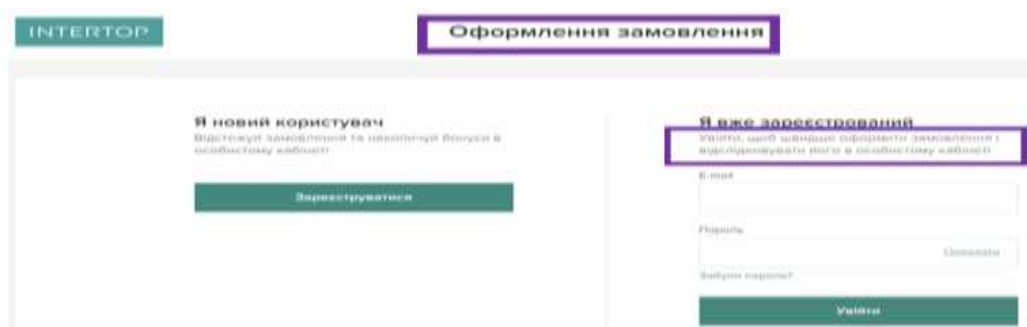 INTERTOP
Оформлення замовлення
Я новий користувач
Відстежуй замовлення та накопичуй бонуси в
особистому кабінеті
Зареєструватися
Я вже зареєстрований
Увійти, щоб швидше оформити замовлення і
відслідковувати його в особистому кабінеті
E-mail
Пароль
Показати
Забули пароль?
Увійти